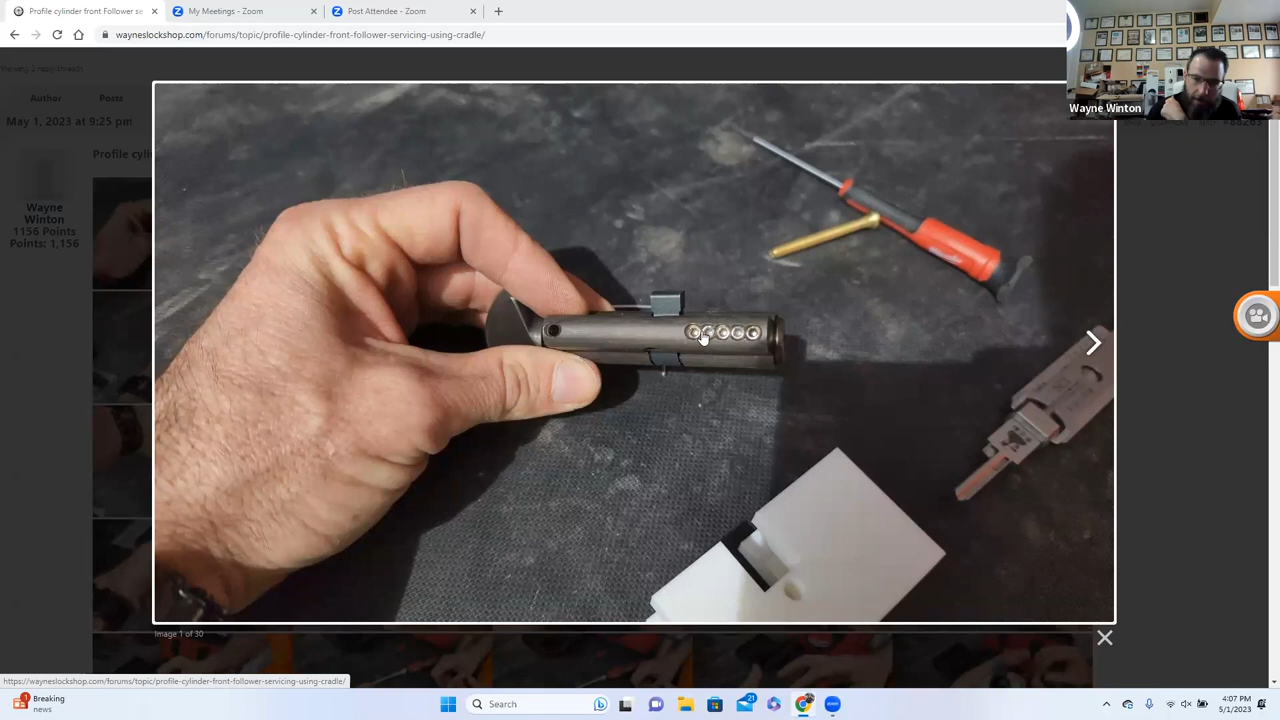 Profile cylinder front Follower se
My Meetings - Zoom
Post Attendee - Zoom
wayneslockshop.com/forums/topic/profile-cylinder-front-follower-servicing-using-cradle/
Wayne Winton
Author
Posts
May 1, 2023 at 9:25 pm
Profile cyli
Wayne
Winton
1156 Points
Points: 1,156
Image 1 of 30
https://wayneslockshop.com/forums/topic/profile-cylinder-front-follower-servicing-using-cradle/
1
Breaking
news
Search
21
4:07 PM
5/1/2023